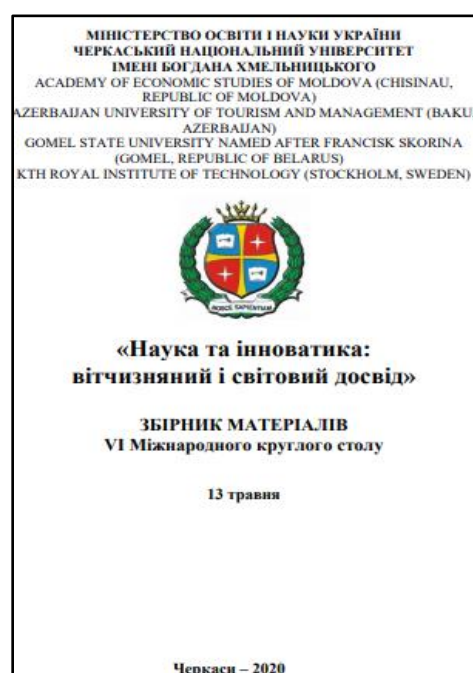 МІНІСТЕРСТВО ОСВІТИ І НАУКИ УКРАЇНИ
ЧЕРКАСЬКИЙ НАЦІОНАЛЬНИЙ УНІВЕРСИТЕТ
ІМЕНІ БОГДАНА ХМЕЛЬНИЦЬКОГО
ACADEMY OF ECONOMIC STUDIES OF MOLDOVA (CHISINAU,
REPUBLIC OF MOLDOVA)
AZERBAIJAN UNIVERSITY OF TOURISM AND MANAGEMENT (BAKU,
AZERBAIJAN)
GOMEL STATE UNIVERSITY NAMED AFTER FRANCISK SKORINA
(GOMEL, REPUBLIC OF BELARUS)
KTH ROYAL INSTITUTE OF TECHNOLOGY (STOCKHOLM, SWEDEN)
«Наука та інноватика:
вітчизняний і світовий досвід»
ЗБІРНИК МАТЕРІАЛІВ
VI Міжнародного круглого столу
13 травня
Черкаси – 2020